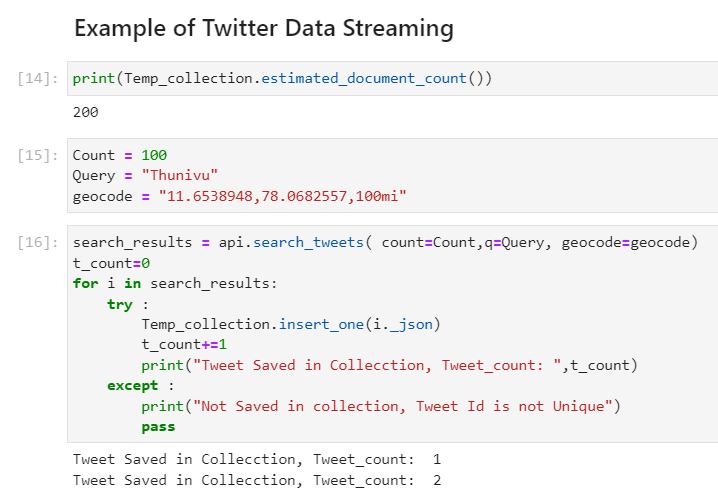 Example of Twitter Data Streaming
[14]: print(Temp_collection.estimated_document_count())
200
[15]: Count = 100
Query = "Thunivu"
geocode = "11.6538948,78.0682557,100mi"
[16]: search_results = api.search_tweets( count=Count,q=Query, geocode=geocode)
t_count=0
for i in search_results:
    try :
        Temp_collection.insert_one(i._json)
        t_count+=1
        print("Tweet Saved in Collecction, Tweet_count: ",t_count)
    except :
        print("Not Saved in collection, Tweet Id is not Unique")
        pass
Tweet Saved in Collecction, Tweet_count:  1
Tweet Saved in Collecction, Tweet_count:  2